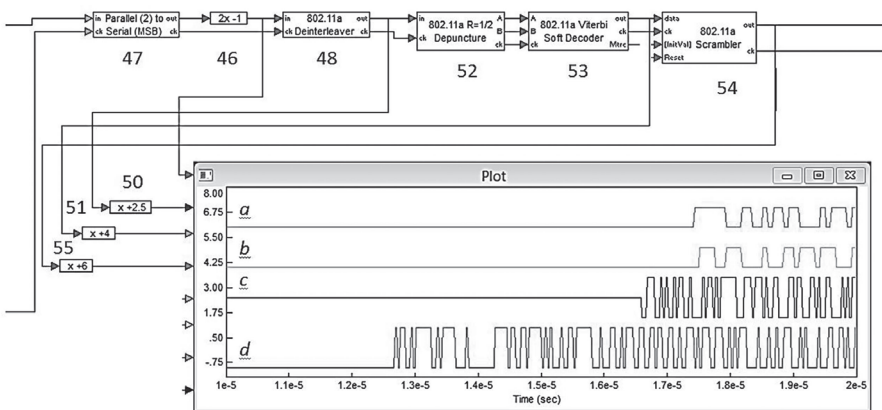 Parallel (2) to
Serial (MSB)
in
out
ck
ck
47
2x -1
46
in
out
ck
ck
802.11a
Deinterleaver
48
in
ck
802.11a R=1/2
Depuncture
A
B
ck
52
A
B
ck
802.11a Viterbi
Soft Decoder
out
ck
Mtrc
53
data
ck
(InitVal)
Reset
802.11a
Scrambler
out
ck
54
50
x +2.5
51
x +4
55
x +6
Plot
8.00
6.75
5.50
4.25
3.00
1.75
.50
-.75
a
b
c
d
1e-5
1.1e-5
1.2e-5
1.3e-5
1.4e-5
1.5e-5
1.6e-5
1.7e-5
1.8e-5
1.9e-5
2e-5
Time (sec)